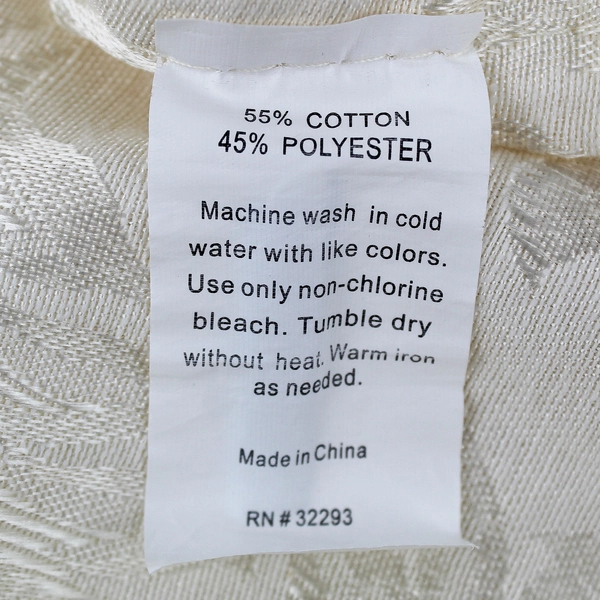 55% COTTON
45% POLYESTER
Machine wash in cold
water with like colors.
Use only non-chlorine
bleach. Tumble dry
without heat. Warm iron
as needed.
Made in China
RN # 32293